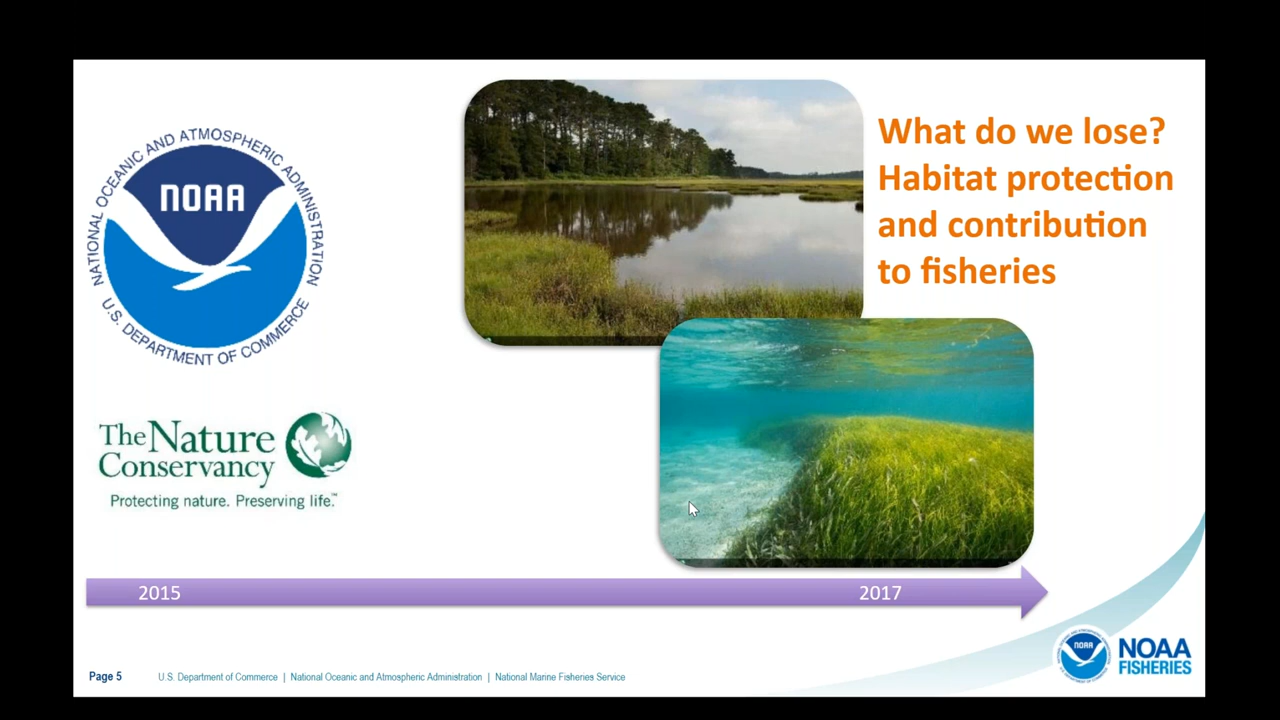 NATIONAL OCEANIC AND ATMOSPHERIC ADMINISTRATION
NOAA
U.S. DEPARTMENT OF COMMERCE
What do we lose?
Habitat protection
and contribution
to fisheries
The Nature
Conservancy
Protecting nature. Preserving life.™
2015
2017
NOAA
NOAA
FISHERIES
Page 5
U.S. Department of Commerce | National Oceanic and Atmospheric Administration | National Marine Fisheries Service